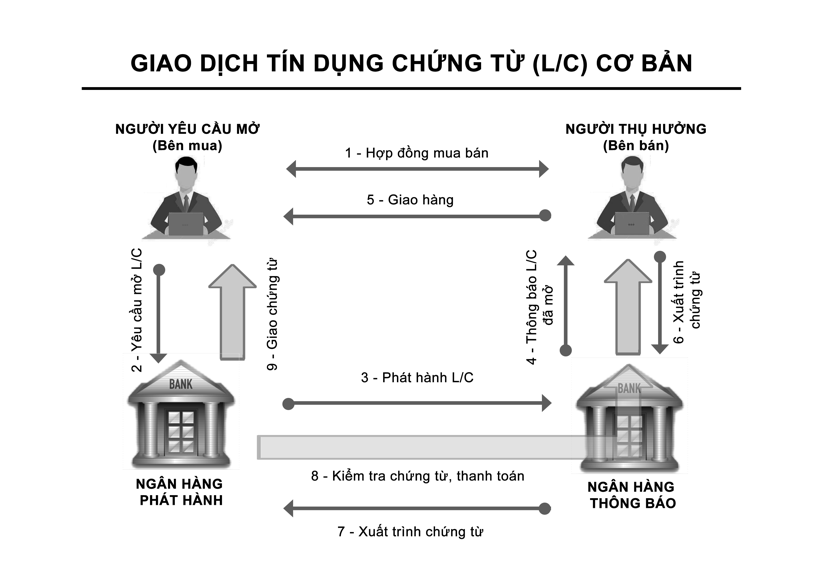 GIAO DỊCH TÍN DỤNG CHỨNG TỪ (L/C) CƠ BẢN
NGƯỜI YÊU CẦU MỞ
(Bên mua)
NGƯỜI THỤ HƯỞNG
(Bên bán)
1 - Hợp đồng mua bán
5 - Giao hàng
2 - Yêu cầu mở L/C
9 - Giao chứng từ
4 - Thông báo L/C
đã mở
6 - Xuất trình
chứng từ
BANK
3 - Phát hành L/C
BANK
8 - Kiểm tra chứng từ, thanh toán
NGÂN HÀNG
PHÁT HÀNH
NGÂN HÀNG
THÔNG BÁO
7 - Xuất trình chứng từ